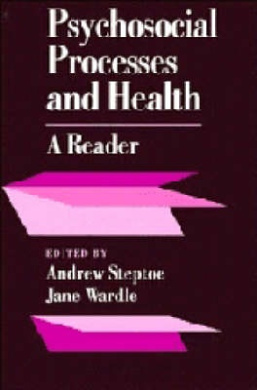 Psychosocial
Processes
and Health
A Reader
EDITED BY
Andrew Steptoe
Jane Wardle